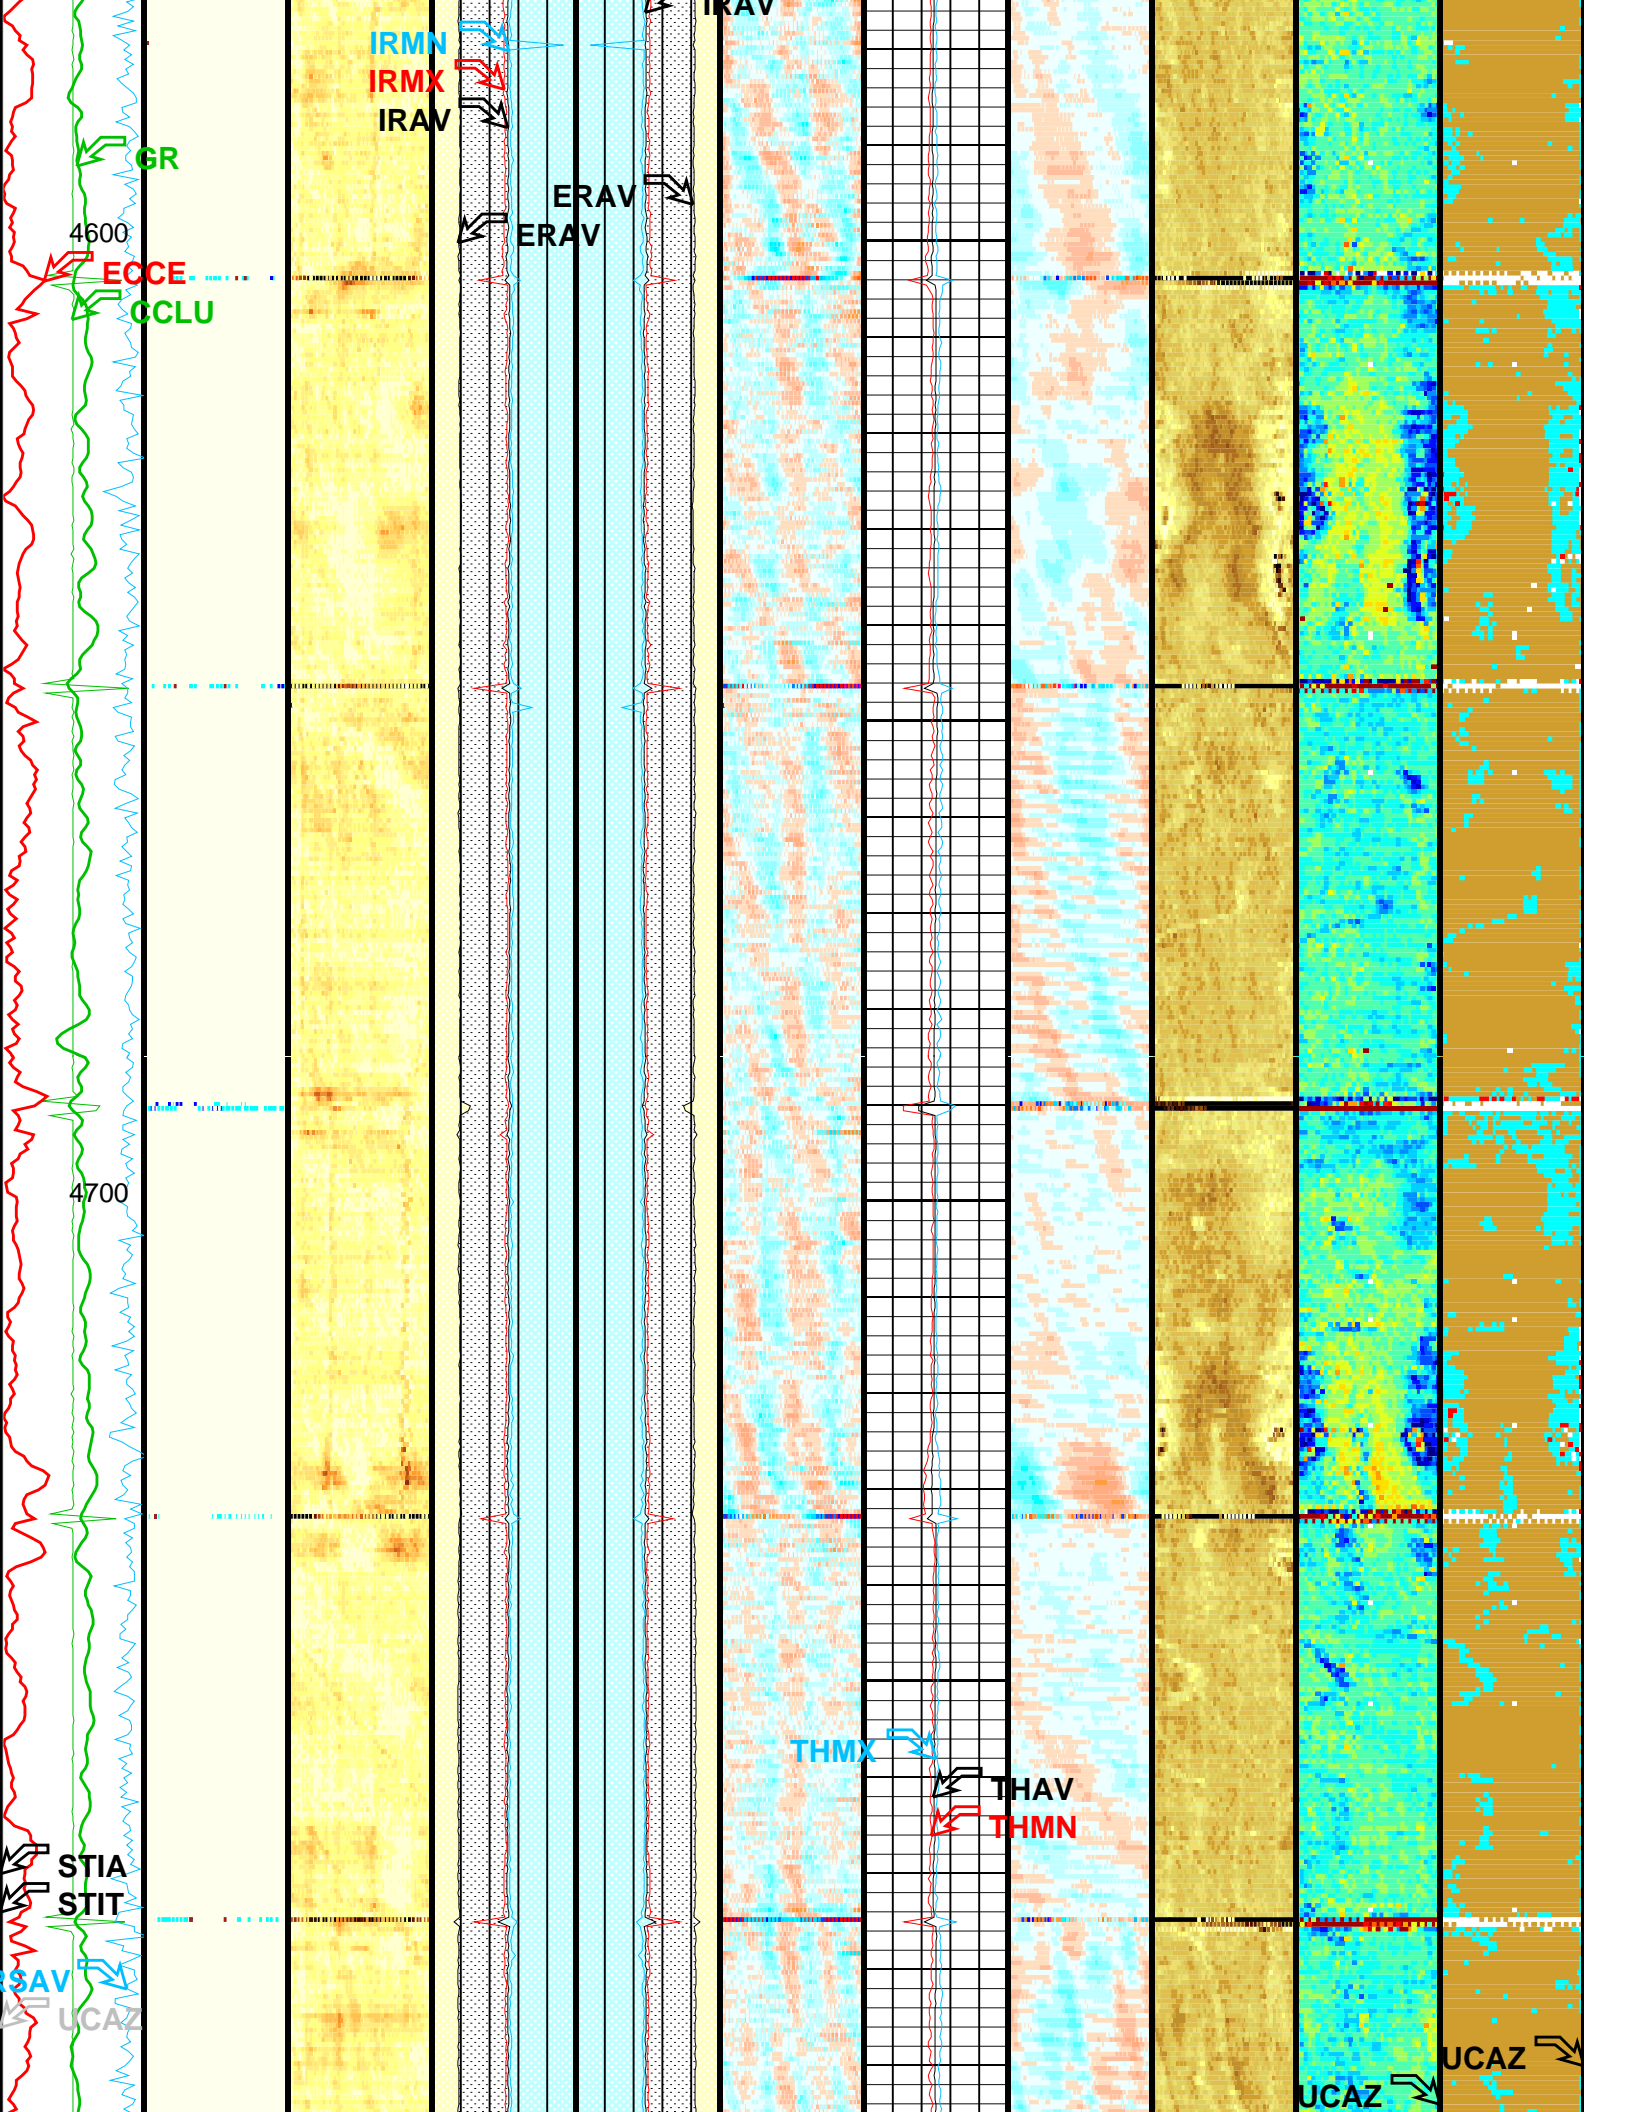 IRAV
IRMN
IRMX
IRAV
GR
ERAV
4600
ERAV
ECCE
CCLU
4700
THMX
THAV
THMN
STIA
STIT
RSAV
UCAZ
UCAZ
UCAZ